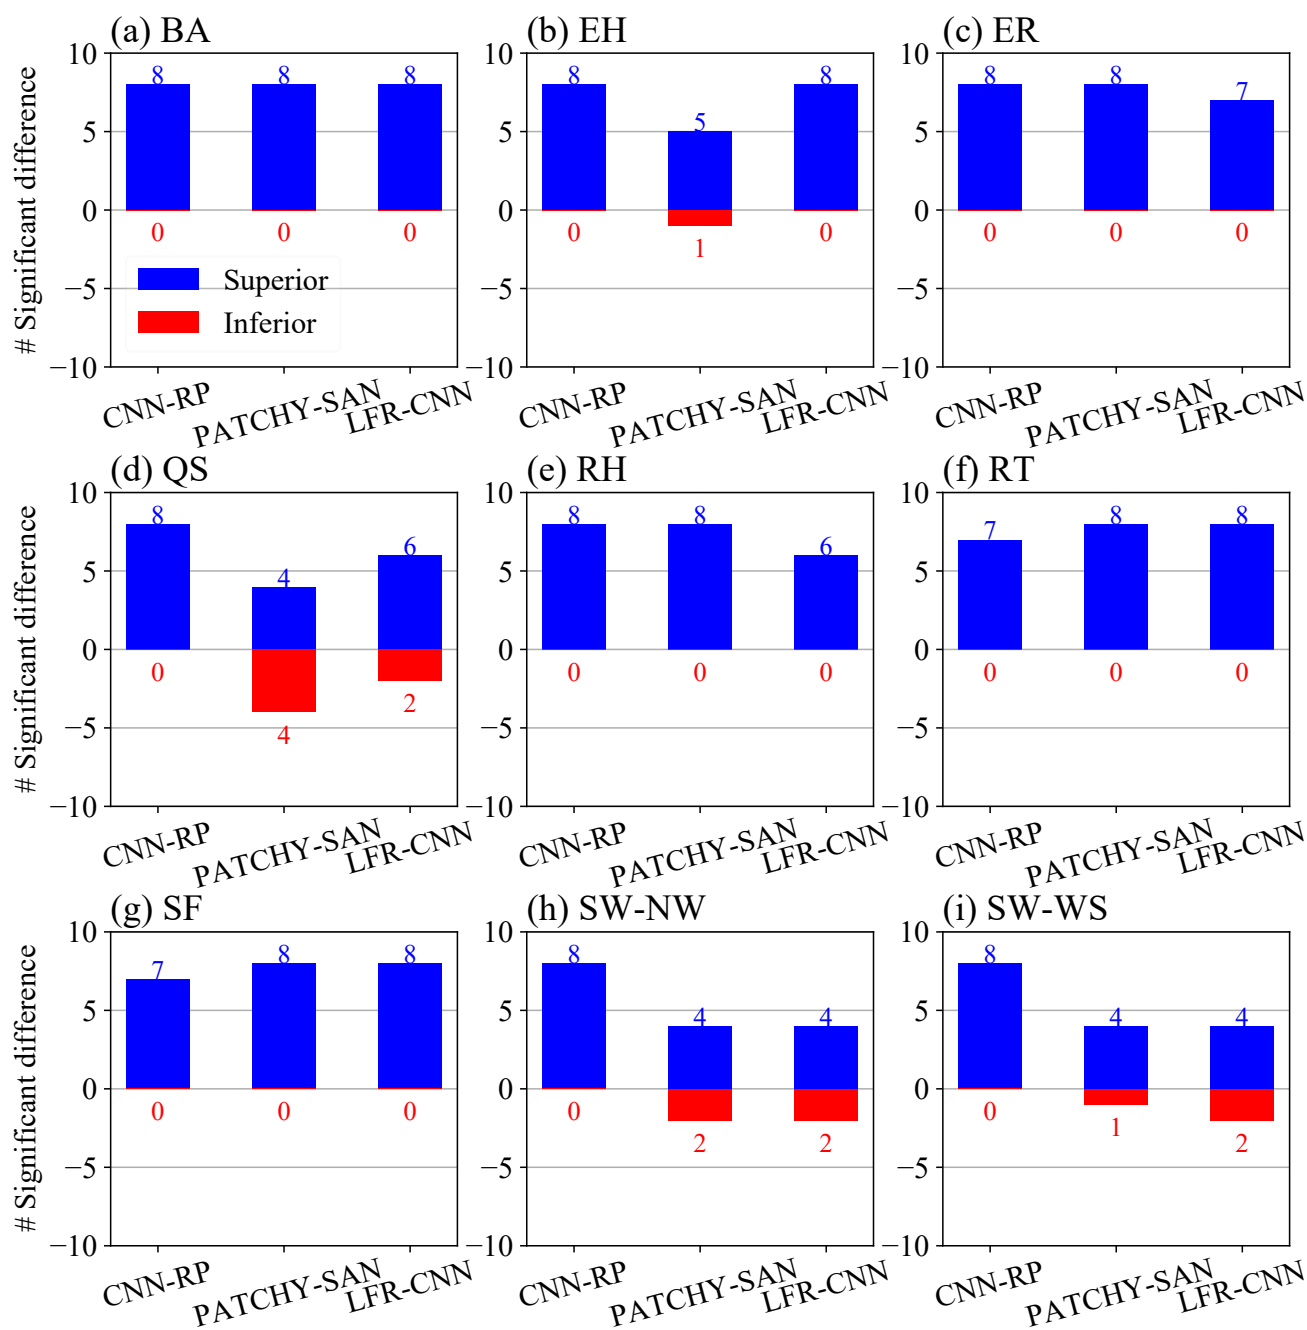 (a) BA
(b) EH
(c) ER
# Significant difference
10
5
0
−5
−10
8
8
8
0
0
0
Superior
Inferior
CNN-RP
PATCHY-SAN
LFR-CNN
10
5
0
−5
−10
8
5
8
0
1
0
CNN-RP
PATCHY-SAN
LFR-CNN
10
5
0
−5
−10
8
8
7
0
0
0
CNN-RP
PATCHY-SAN
LFR-CNN
(d) QS
(e) RH
(f) RT
# Significant difference
10
5
0
−5
−10
8
4
6
0
4
2
CNN-RP
PATCHY-SAN
LFR-CNN
10
5
0
−5
−10
8
8
6
0
0
0
CNN-RP
PATCHY-SAN
LFR-CNN
10
5
0
−5
−10
7
8
8
0
0
0
CNN-RP
PATCHY-SAN
LFR-CNN
(g) SF
(h) SW-NW
(i) SW-WS
# Significant difference
10
5
0
−5
−10
7
8
8
0
0
0
CNN-RP
PATCHY-SAN
LFR-CNN
10
5
0
−5
−10
8
4
4
0
2
2
CNN-RP
PATCHY-SAN
LFR-CNN
10
5
0
−5
−10
8
4
4
0
1
2
CNN-RP
PATCHY-SAN
LFR-CNN